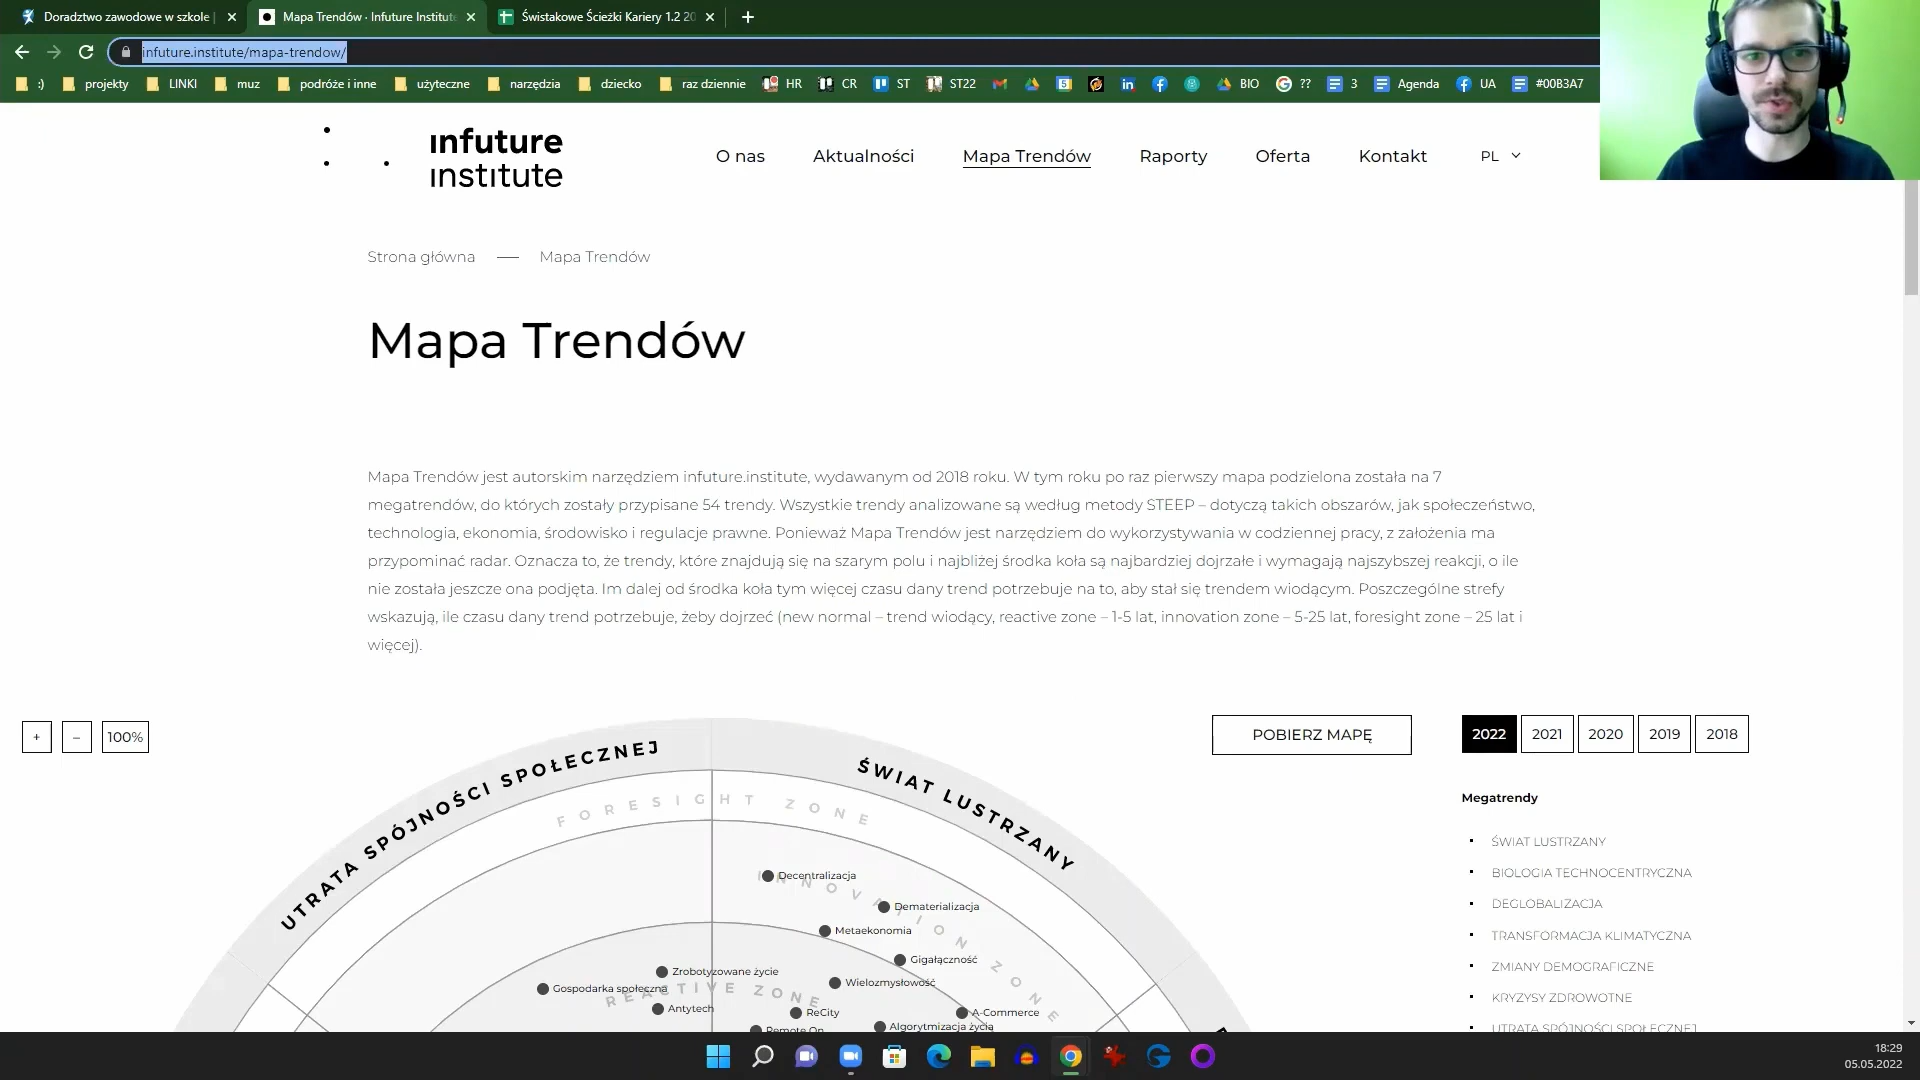 Doradztwo zawodowe w szkole |
Mapa Trendów · Infuture Institute
Świstakowe Ścieżki Kariery 1.2 20
infuture.institute/mapa-trendow/
:) projekty LINKI muz podróże i inne użyteczne narzędzia dziecko raz dziennie HR CR ST ST22 BIO ?? 3 Agenda UA #00B3A7
infuture
institute
O nas Aktualności Mapa Trendów Raporty Oferta Kontakt PL
Strona główna — Mapa Trendów
Mapa Trendów
Mapa Trendów jest autorskim narzędziem infuture.institute, wydawanym od 2018 roku. W tym roku po raz pierwszy mapa podzielona została na 7
megatrendów, do których zostały przypisane 54 trendy. Wszystkie trendy analizowane są według metody STEEP – dotyczą takich obszarów, jak społeczeństwo,
technologia, ekonomia, środowisko i regulacje prawne. Ponieważ Mapa Trendów jest narzędziem do wykorzystywania w codziennej pracy, z założenia ma
przypominać radar. Oznacza to, że trendy, które znajdują się na szarym polu i najbliżej środka koła są najbardziej dojrzałe i wymagają najszybszej reakcji, o ile
nie została jeszcze ona podjęta. Im dalej od środka koła tym więcej czasu dany trend potrzebuje na to, aby stał się trendem wiodącym. Poszczególne strefy
wskazują, ile czasu dany trend potrzebuje, żeby dojrzeć (new normal – trend wiodący, reactive zone – 1-5 lat, innovation zone – 5-25 lat, foresight zone – 25 lat i
więcej).
+ – 100%
POBIERZ MAPĘ
2022 2021 2020 2019 2018
UTRATA SPÓJNOŚCI SPOŁECZNEJ
ŚWIAT LUSTRZANY
FORESIGHT ZONE
INNOVATION ZONE
REACTIVE ZONE
Decentralizacja
Dematerializacja
Metaekonomia
Gigałączność
Zrobotyzowane życie
Wielozmysłowość
Gospodarka społeczna
Antytech
ReCity
A-Commerce
Algorytmizacja życia
Remote On
Megatrendy
ŚWIAT LUSTRZANY
BIOLOGIA TECHNOCENTRYCZNA
DEGLOBALIZACJA
TRANSFORMACJA KLIMATYCZNA
ZMIANY DEMOGRAFICZNE
KRYZYSY ZDROWOTNE
UTRATA SPÓJNOŚCI SPOŁECZNEJ
18:29
05.05.2022